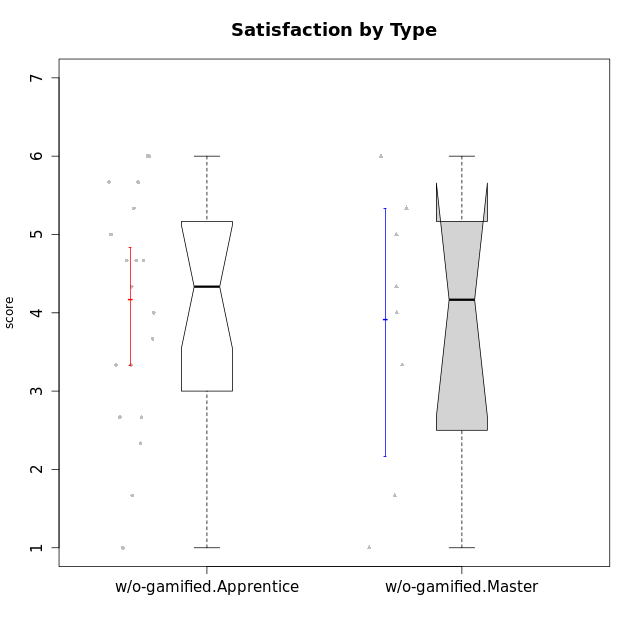 Satisfaction by Type
7
6
5
4
3
2
1
score
w/o-gamified.Apprentice
w/o-gamified.Master